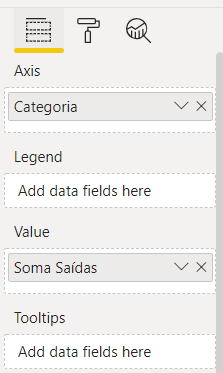 Axis
Categoria
Legend
Add data fields here
Value
Soma Saídas
Tooltips
Add data fields here